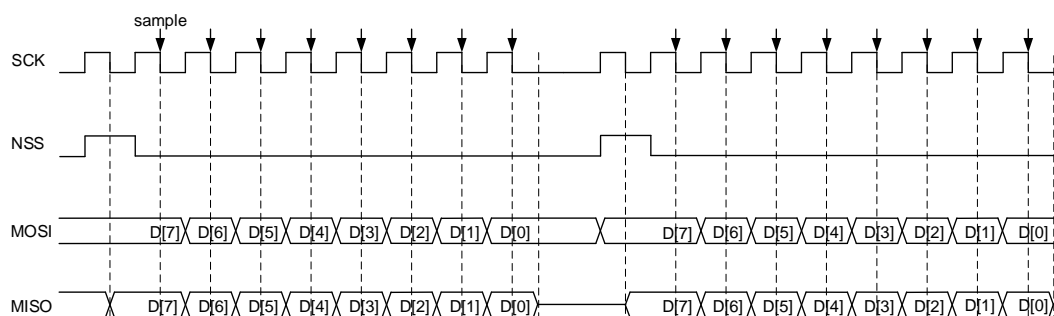 sample
SCK
NSS
MOSI D[7] D[6] D[5] D[4] D[3] D[2] D[1] D[0] D[7] D[6] D[5] D[4] D[3] D[2] D[1] D[0]
MISO D[7] D[6] D[5] D[4] D[3] D[2] D[1] D[0] D[7] D[6] D[5] D[4] D[3] D[2] D[1] D[0]